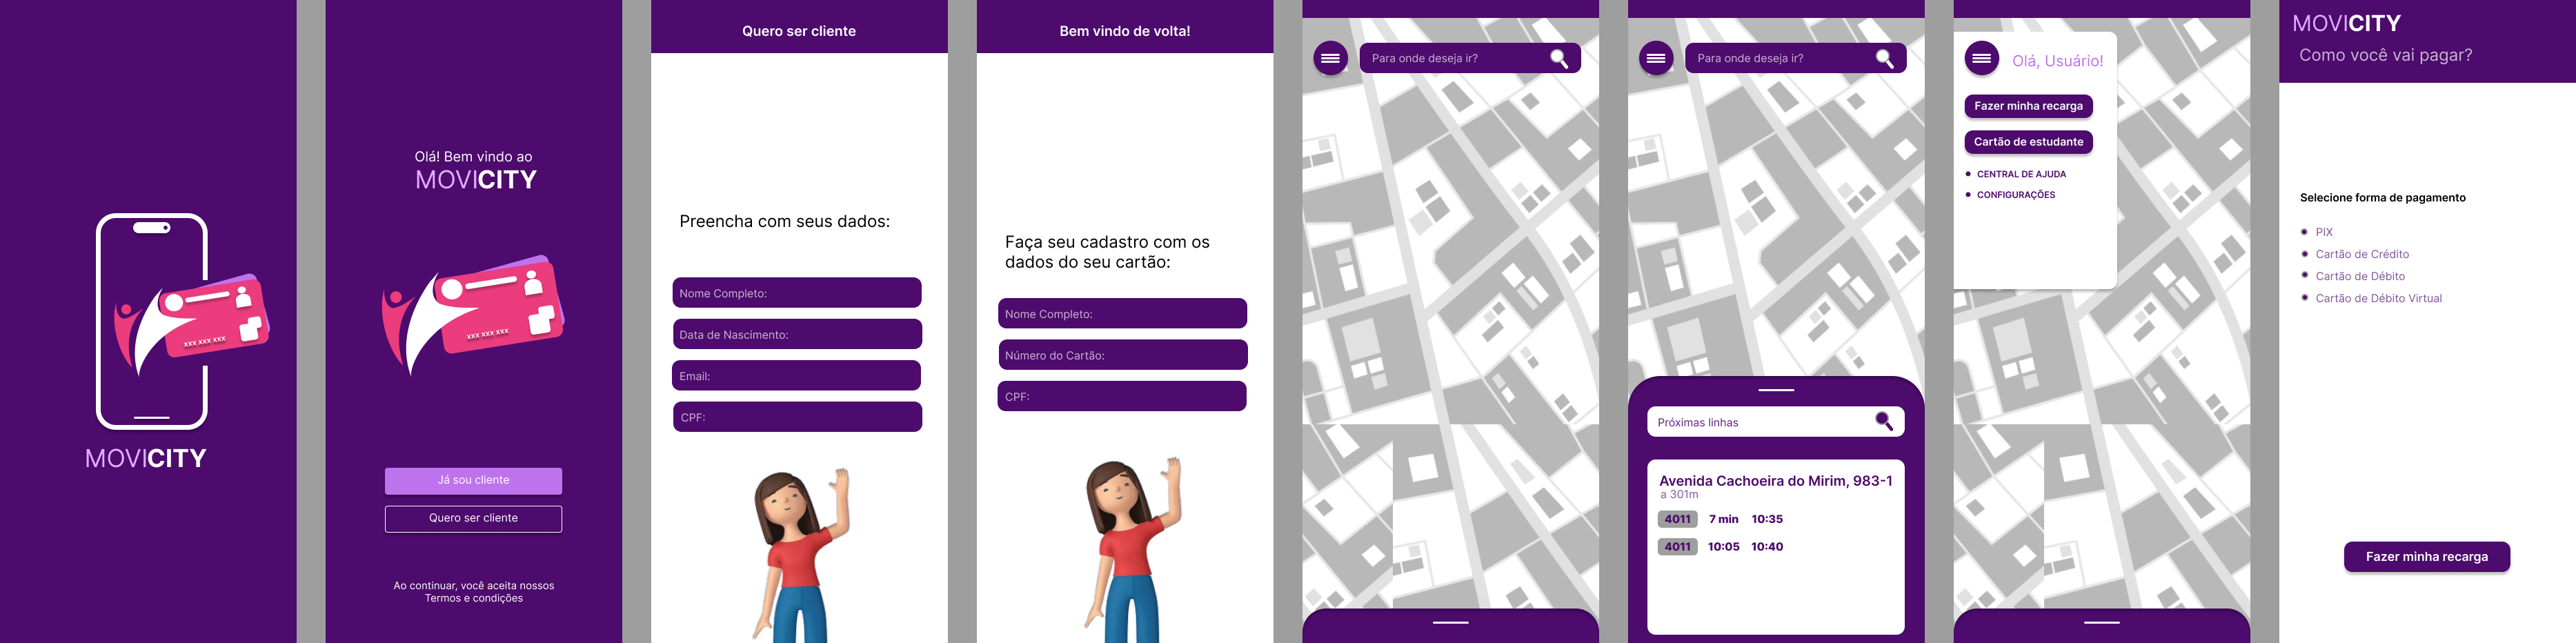 MOVICITY
xxx xxx xxx
Olá! Bem vindo ao
MOVICITY
xxx xxx xxx
Já sou cliente
Quero ser cliente
Ao continuar, você aceita nossos
Termos e condições
Quero ser cliente
Preencha com seus dados:
Nome Completo:
Data de Nascimento:
Email:
CPF:
Bem vindo de volta!
Faça seu cadastro com os
dados do seu cartão:
Nome Completo:
Número do Cartão:
CPF:
Para onde deseja ir?
Para onde deseja ir?
Próximas linhas
Avenida Cachoeira do Mirim, 983-1
a 301m
4011 7 min 10:35
4011 10:05 10:40
Olá, Usuário!
Fazer minha recarga
Cartão de estudante
CENTRAL DE AJUDA
CONFIGURAÇÕES
MOVICITY
Como você vai pagar?
Selecione forma de pagamento
PIX
Cartão de Crédito
Cartão de Débito
Cartão de Débito Virtual
Fazer minha recarga